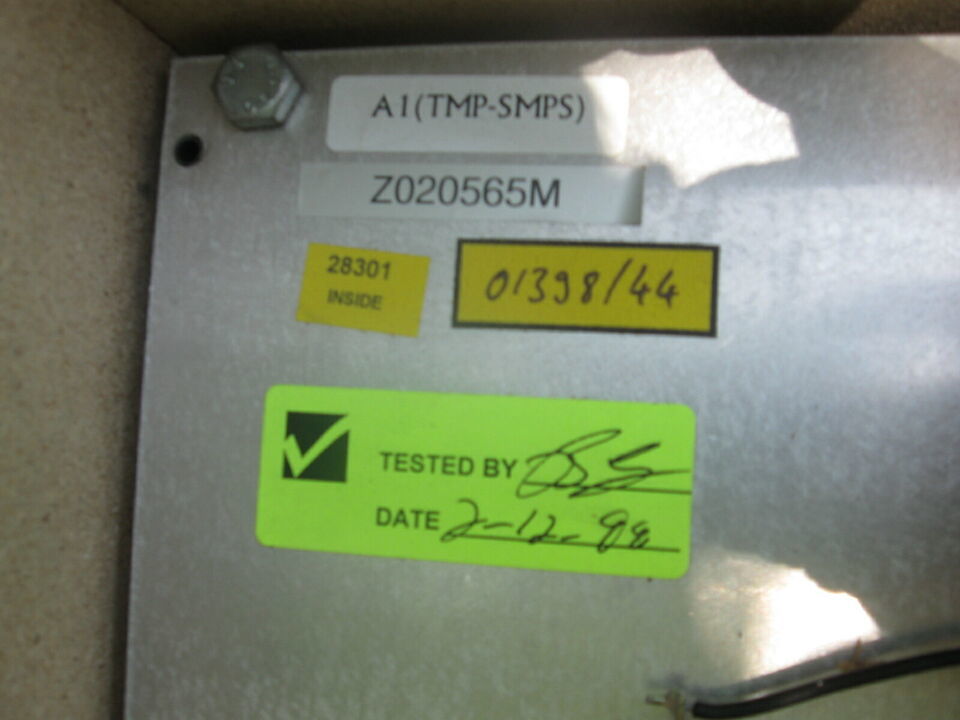 A1(TMP-SMPS)
Z020565M
28301
INSIDE
01398/44
TESTED BY
DATE 2-12-98